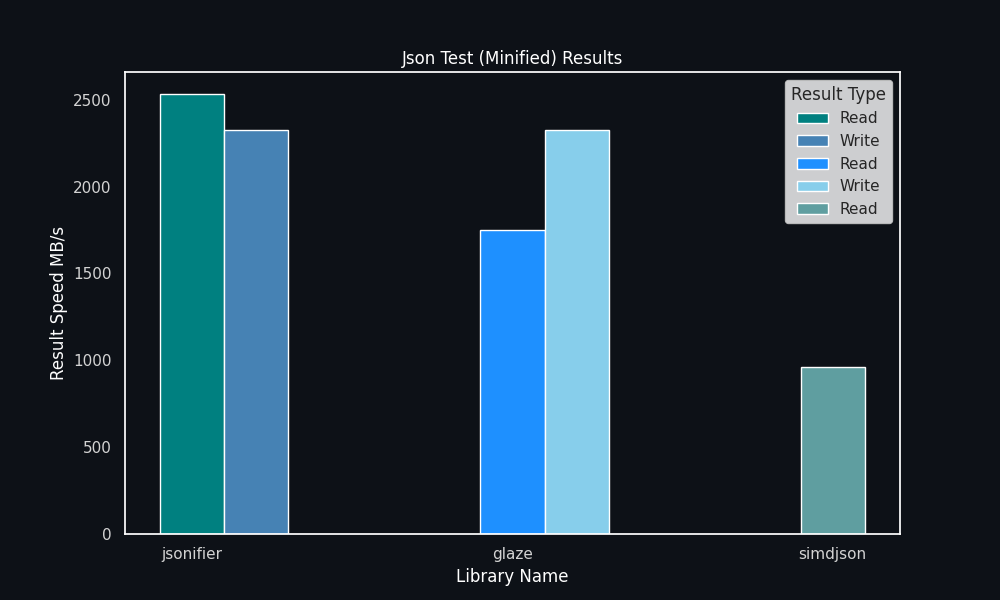 Json Test (Minified) Results
Result Speed MB/s
2500
2000
1500
1000
500
0
Result Type
Read
Write
Read
Write
Read
jsonifier
glaze
simdjson
Library Name